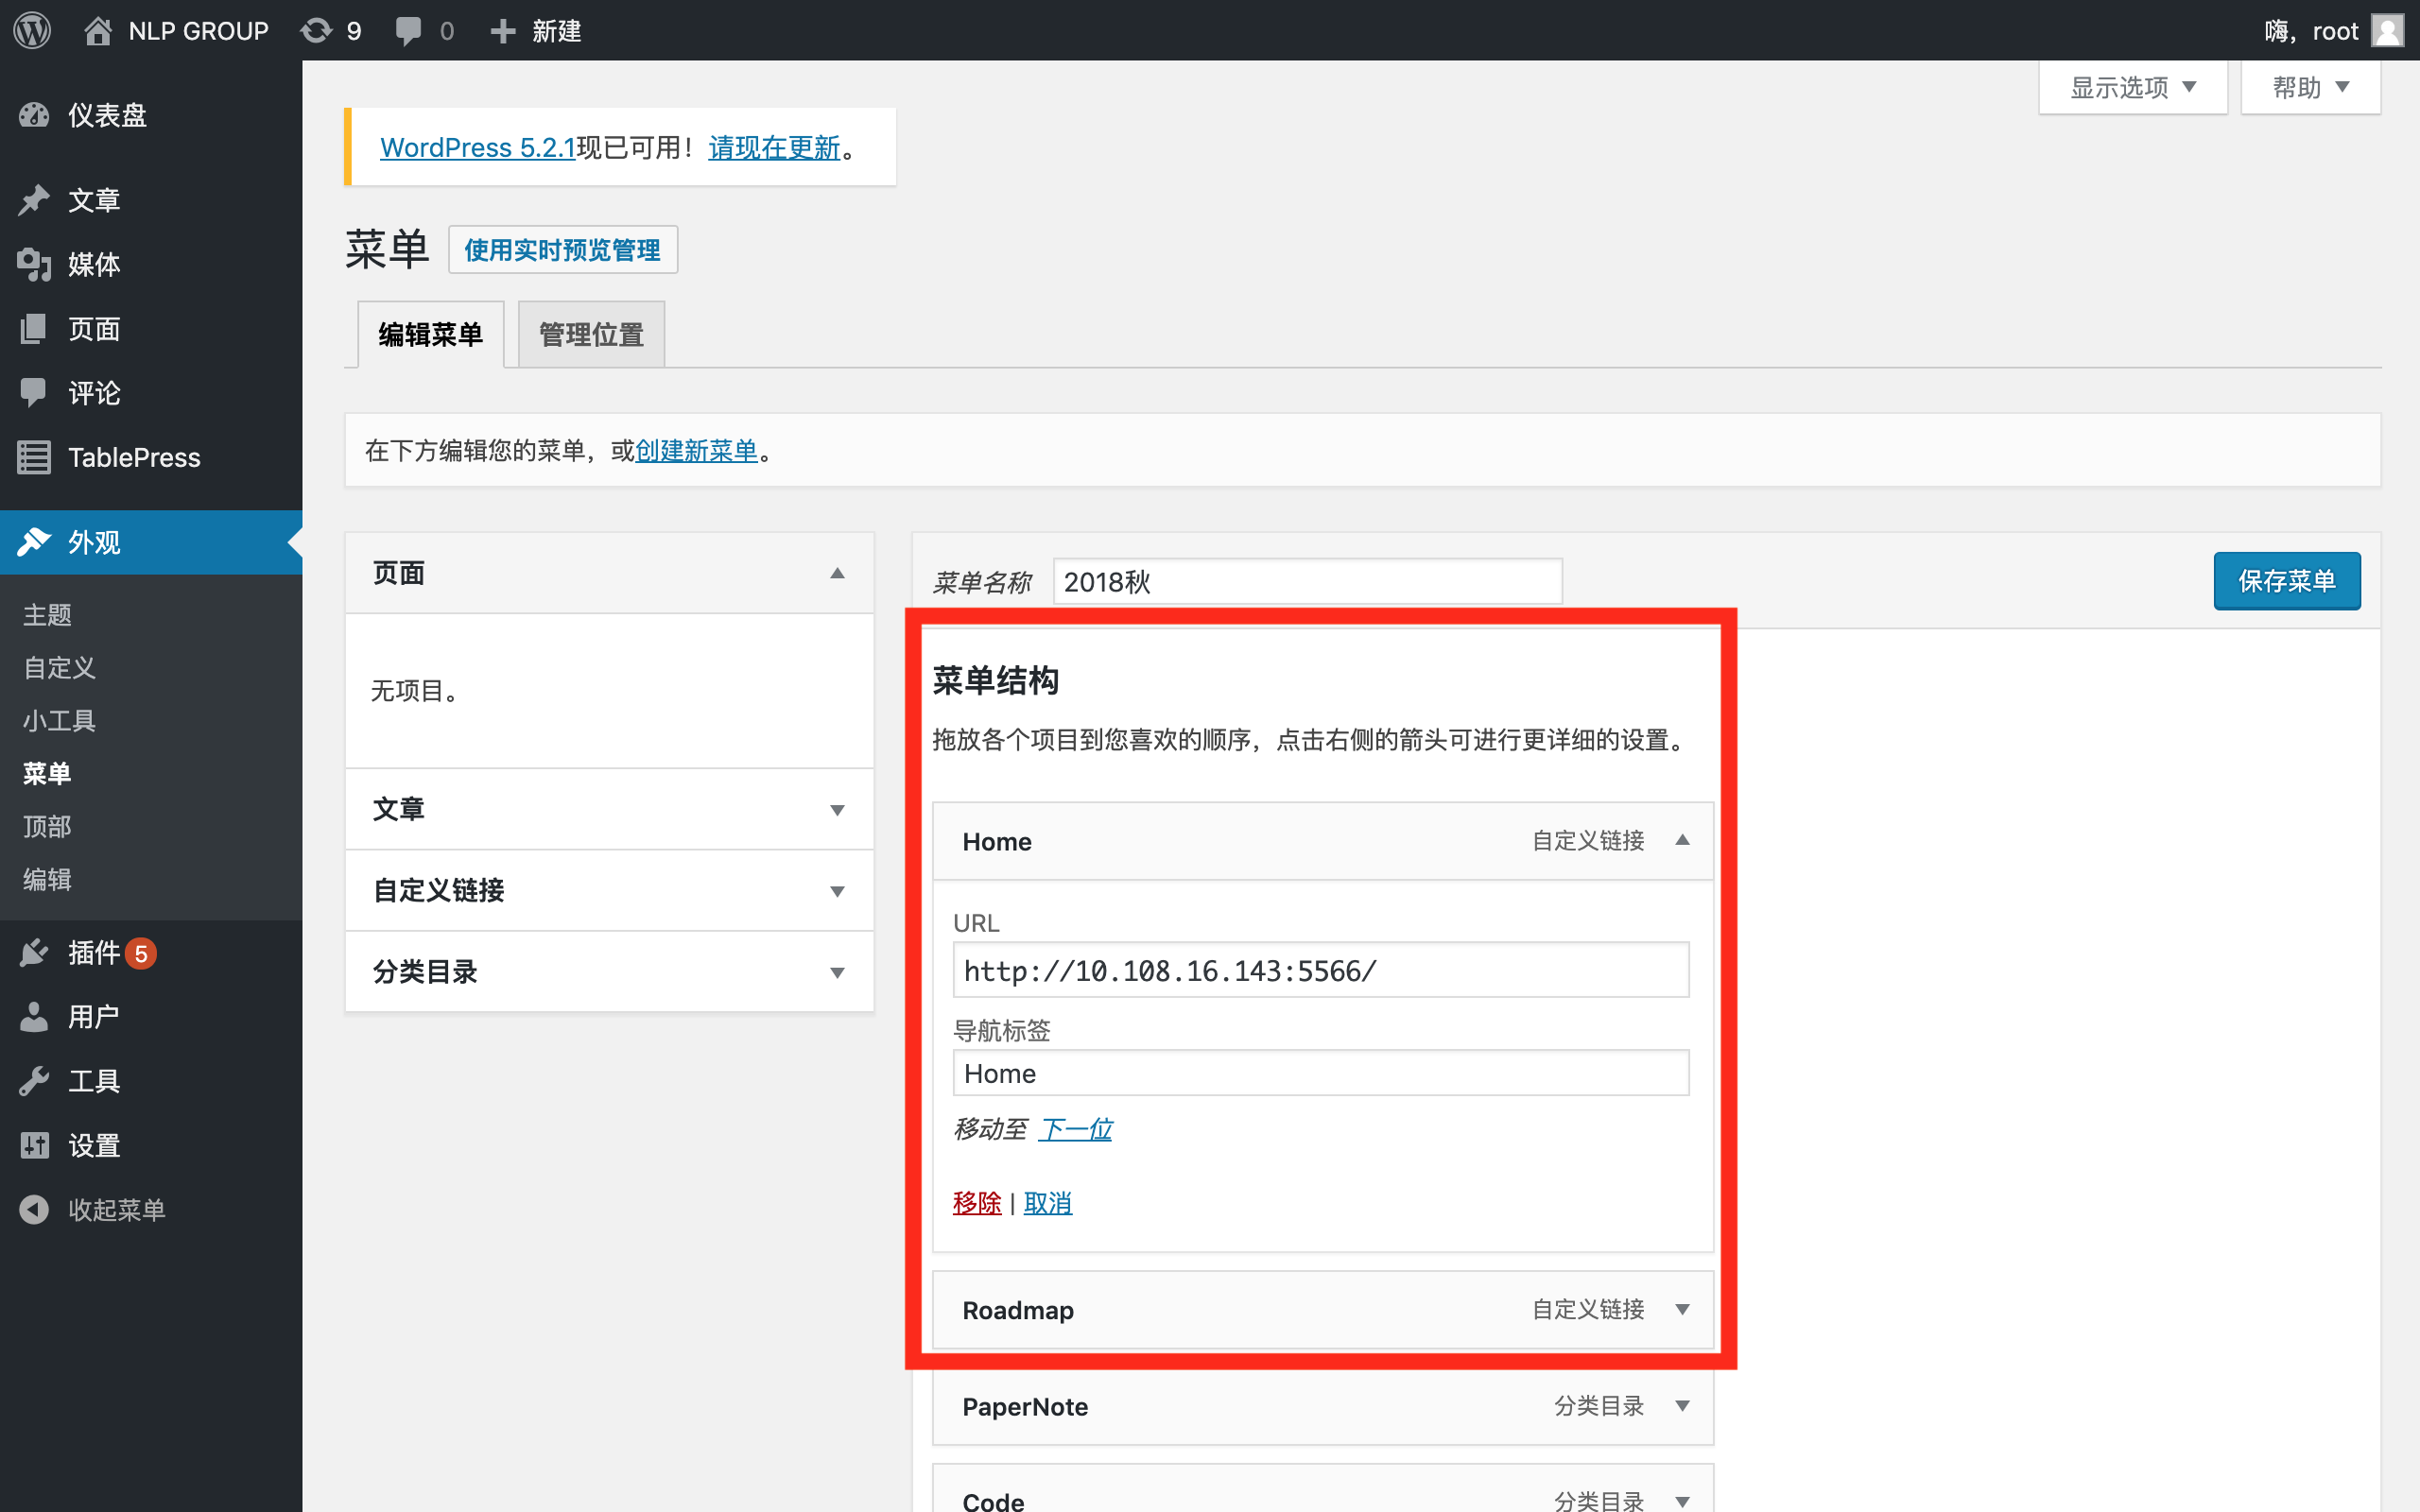 NLP GROUP 9 0 新建 嗨，root
显示选项 帮助
仪表盘
文章
媒体
页面
评论
TablePress
外观
主题
自定义
小工具
菜单
顶部
编辑
插件 5
用户
工具
设置
收起菜单
WordPress 5.2.1现已可用！请现在更新。
菜单 使用实时预览管理
编辑菜单 管理位置
在下方编辑您的菜单，或创建新菜单。
页面
无项目。
文章
自定义链接
分类目录
菜单名称 2018秋 保存菜单
菜单结构
拖放各个项目到您喜欢的顺序，点击右侧的箭头可进行更详细的设置。
Home 自定义链接
URL
http://10.108.16.143:5566/
导航标签
Home
移动至 下一位
移除 | 取消
Roadmap 自定义链接
PaperNote 分类目录
Code 分类目录